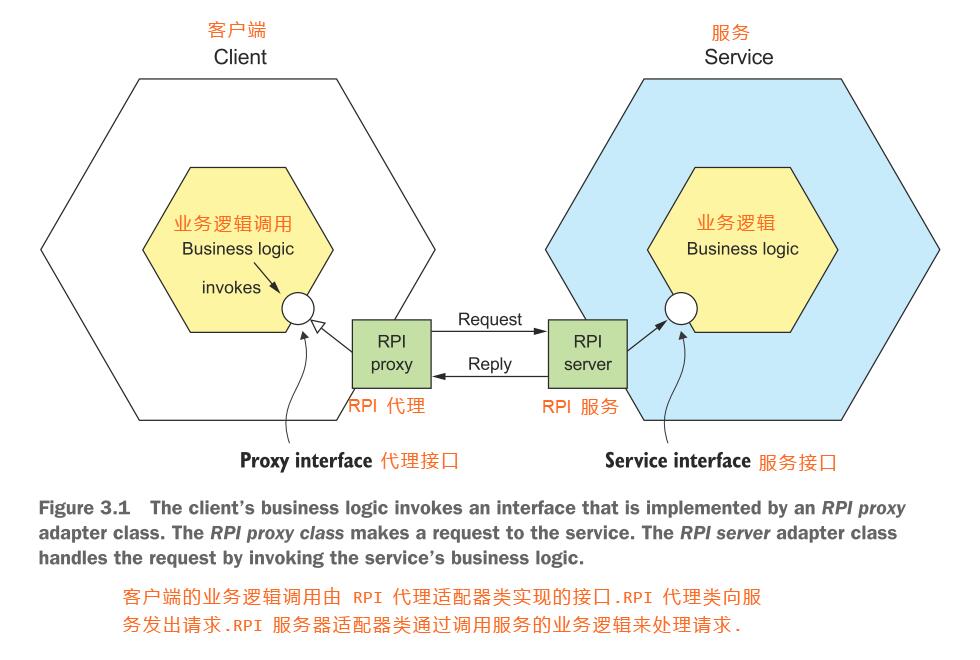 客户端
Client
服务
Service
业务逻辑调用
Business logic
invokes
业务逻辑
Business logic
RPI
proxy
Request
Reply
RPI
server
RPI 代理
RPI 服务
Proxy interface 代理接口
Service interface 服务接口
Figure 3.1 The client's business logic invokes an interface that is implemented by an RPI proxy
adapter class. The RPI proxy class makes a request to the service. The RPI server adapter class
handles the request by invoking the service's business logic.
客户端的业务逻辑调用由 RPI 代理适配器类实现的接口.RPI 代理类向服
务发出请求.RPI 服务器适配器类通过调用服务的业务逻辑来处理请求.